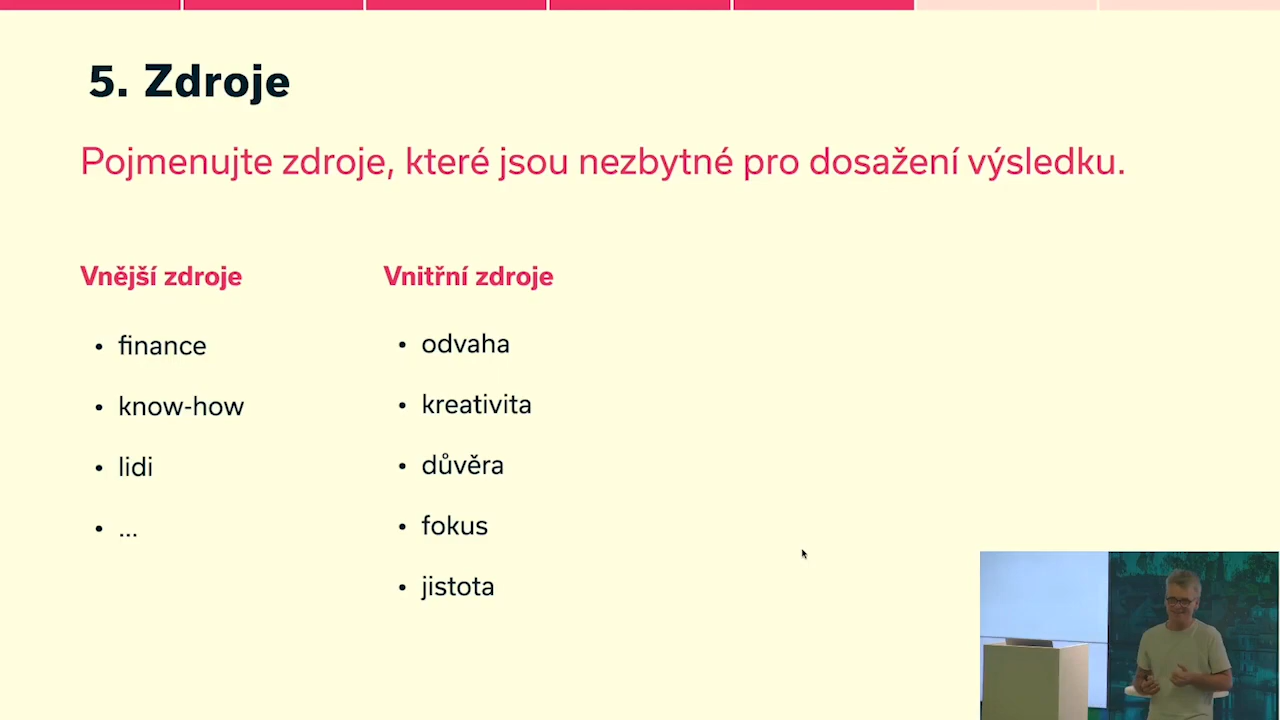 5. Zdroje
Pojmenujte zdroje, které jsou nezbytné pro dosažení výsledku.
Vnější zdroje
• finance
• know-how
• lidi
• ...
Vnitřní zdroje
• odvaha
• kreativita
• důvěra
• fokus
• jistota